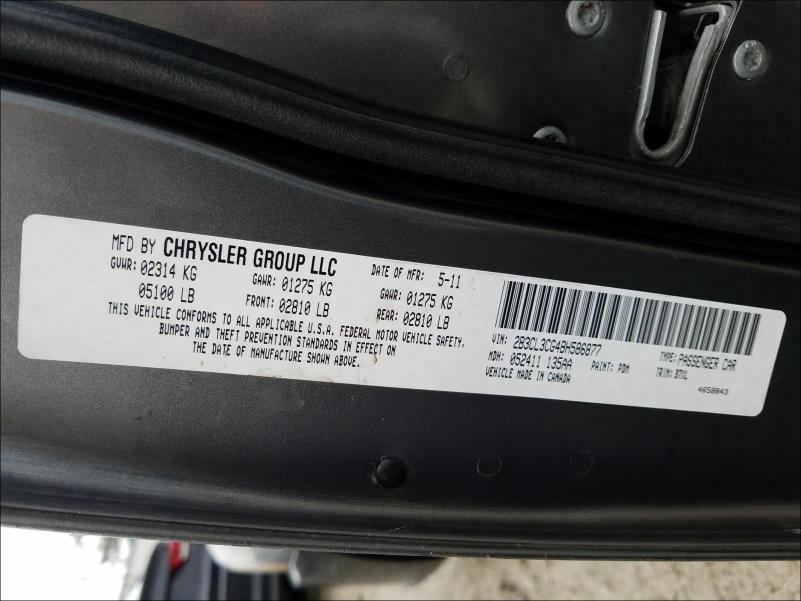 MFD BY CHRYSLER GROUP LLC DATE OF MFR: 5-11
GVWR: 02314 KG GAWR: 01275 KG GAWR: 01275 KG
05100 LB FRONT: 02810 LB REAR: 02810 LB
THIS VEHICLE CONFORMS TO ALL APPLICABLE U.S.A. FEDERAL MOTOR VEHICLE SAFETY,
BUMPER AND THEFT PREVENTION STANDARDS IN EFFECT ON
THE DATE OF MANUFACTURE SHOWN ABOVE.
VIN: 2B3CL3CG4BH586877 TYPE: PASSENGER CAR
MDH: 052411 135AA PAINT: PDM TRIM: B7XL
VEHICLE MADE IN CANADA 4658843